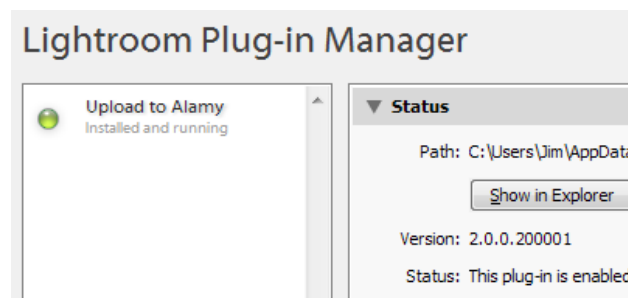 Lightroom Plug-in Manager
Upload to Alamy
Installed and running
Status
Path: C:\Users\Jim\AppData
Show in Explorer
Version: 2.0.0.200001
Status: This plug-in is enabled